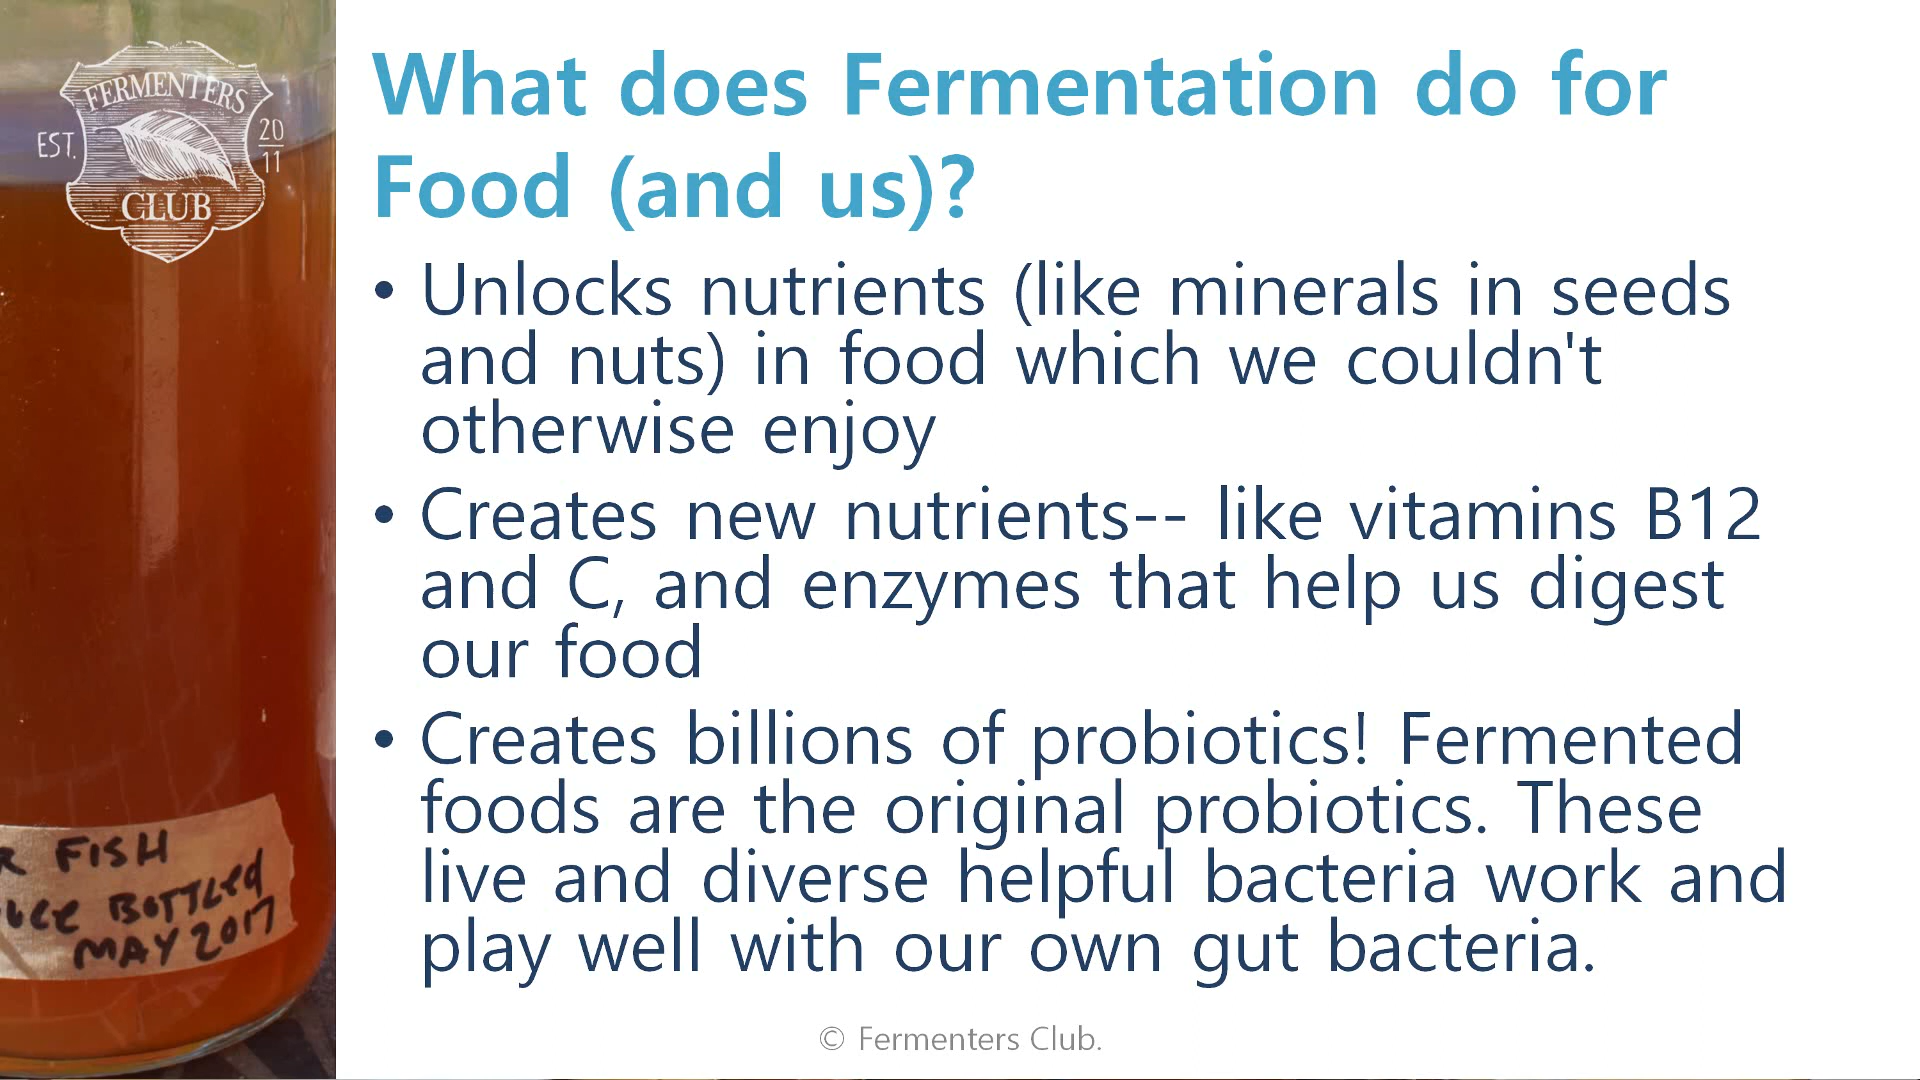 FERMENTERS
EST. 20 11
CLUB
What does Fermentation do for
Food (and us)?
• Unlocks nutrients (like minerals in seeds
and nuts) in food which we couldn't
otherwise enjoy
• Creates new nutrients-- like vitamins B12
and C, and enzymes that help us digest
our food
• Creates billions of probiotics! Fermented
foods are the original probiotics. These
live and diverse helpful bacteria work and
play well with our own gut bacteria.
FISH
BOTTLED
MAY 2017
© Fermenters Club.